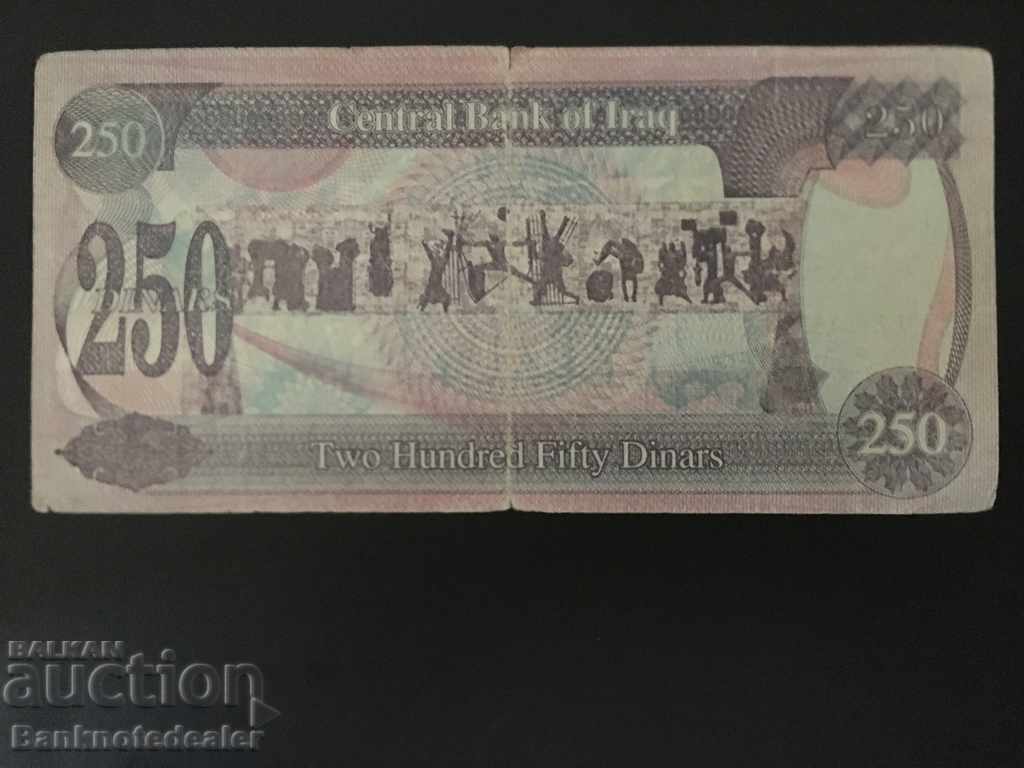 Central Bank of Iraq
250
250
250
DINARS
Two Hundred Fifty Dinars
250
BALKAN
auction
Banknotedealer